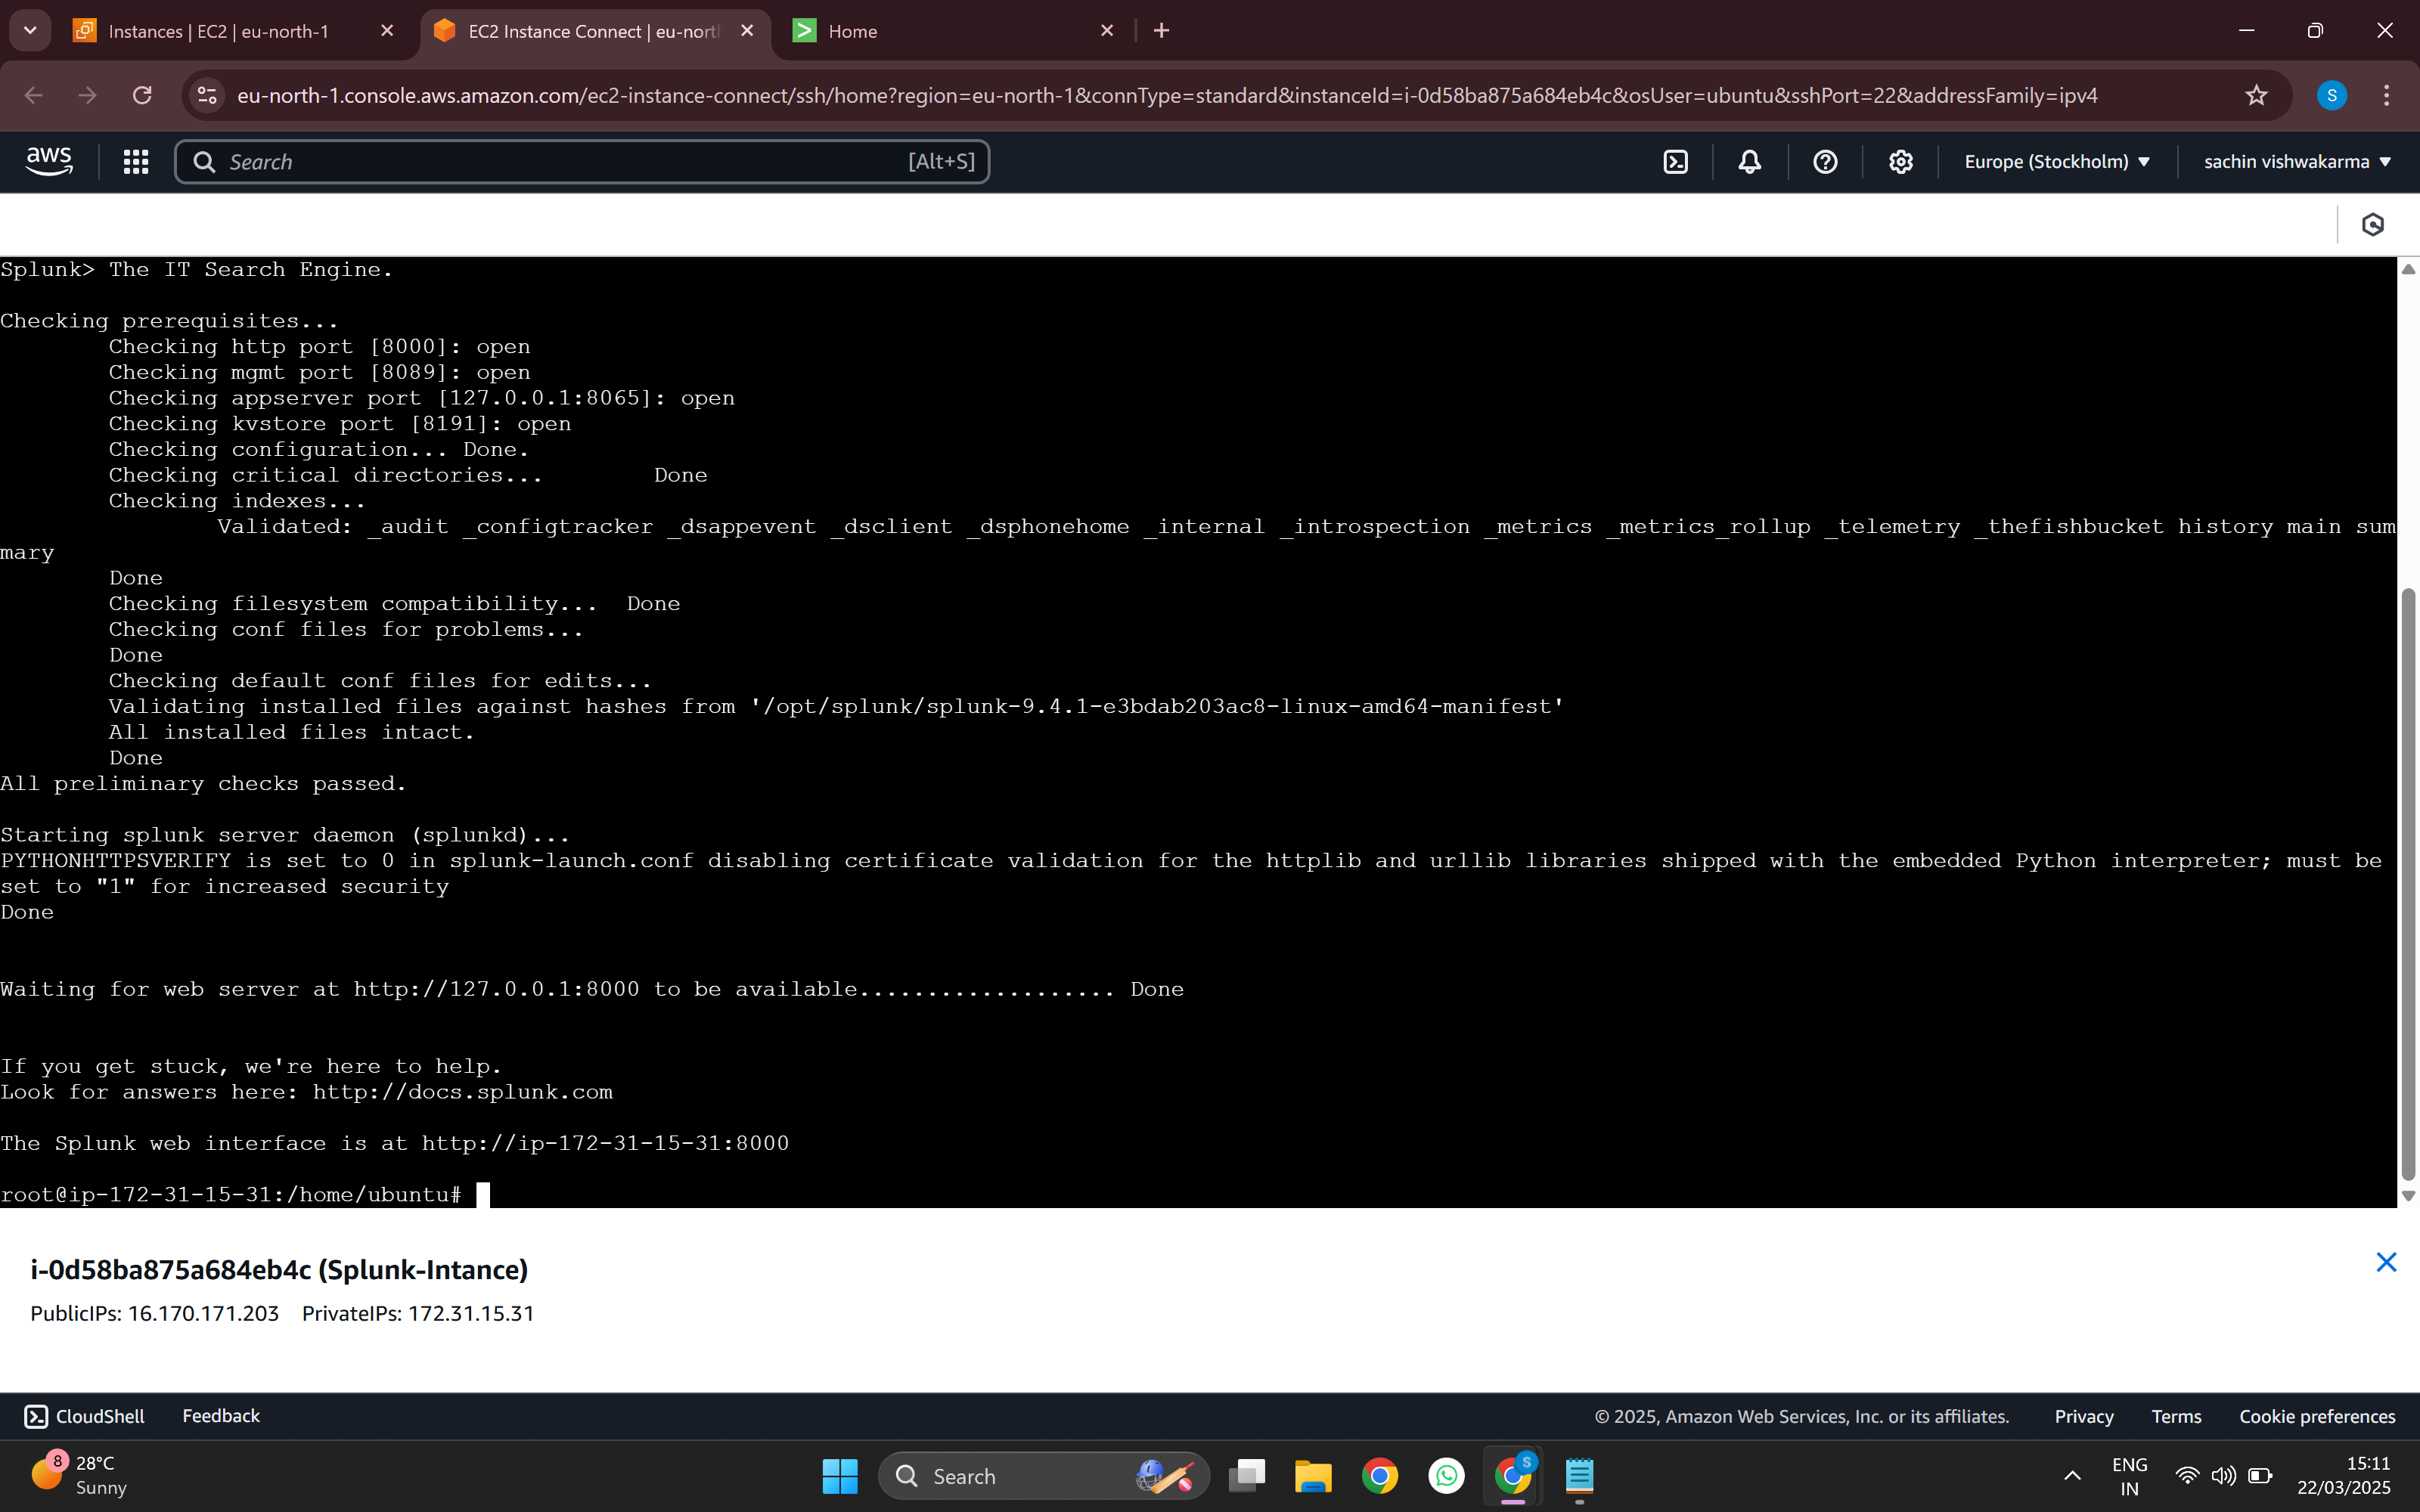 Instances | EC2 | eu-north-1
EC2 Instance Connect | eu-nort
Home
eu-north-1.console.aws.amazon.com/ec2-instance-connect/ssh/home?region=eu-north-1&connType=standard&instanceId=i-0d58ba875a684eb4c&osUser=ubuntu&sshPort=22&addressFamily=ipv4
S
aws
Search
[Alt+S]
Europe (Stockholm)
sachin vishwakarma
Splunk> The IT Search Engine.
Checking prerequisites...
Checking http port [8000]: open
Checking mgmt port [8089]: open
Checking appserver port [127.0.0.1:8065]: open
Checking kvstore port [8191]: open
Checking configuration... Done.
Checking critical directories... Done
Checking indexes...
Validated: _audit _configtracker _dsappevent _dsclient _dsphonehome _internal _introspection _metrics _metrics_rollup _telemetry _thefishbucket history main sum
mary
Done
Checking filesystem compatibility... Done
Checking conf files for problems...
Done
Checking default conf files for edits...
Validating installed files against hashes from '/opt/splunk/splunk-9.4.1-e3bdab203ac8-linux-amd64-manifest'
All installed files intact.
Done
All preliminary checks passed.
Starting splunk server daemon (splunkd)...
PYTHONHTTPSVERIFY is set to 0 in splunk-launch.conf disabling certificate validation for the httplib and urllib libraries shipped with the embedded Python interpreter; must be
set to "1" for increased security
Done
Waiting for web server at http://127.0.0.1:8000 to be available................... Done
If you get stuck, we're here to help.
Look for answers here: http://docs.splunk.com
The Splunk web interface is at http://ip-172-31-15-31:8000
root@ip-172-31-15-31:/home/ubuntu#
i-0d58ba875a684eb4c (Splunk-Intance)
PublicIPs: 16.170.171.203 PrivateIPs: 172.31.15.31
CloudShell
Feedback
© 2025, Amazon Web Services, Inc. or its affiliates.
Privacy
Terms
Cookie preferences
8
28°C
Sunny
Search
S
ENG
IN
15:11
22/03/2025